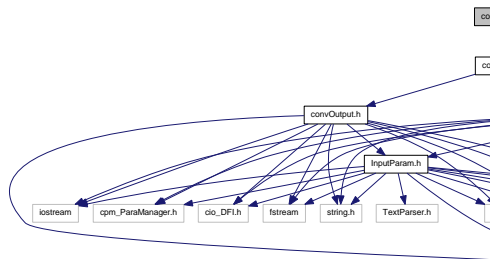 co
co
convOutput.h
InputParam.h
iostream
cpm_ParaManager.h
cio_DFI.h
fstream
string.h
TextParser.h